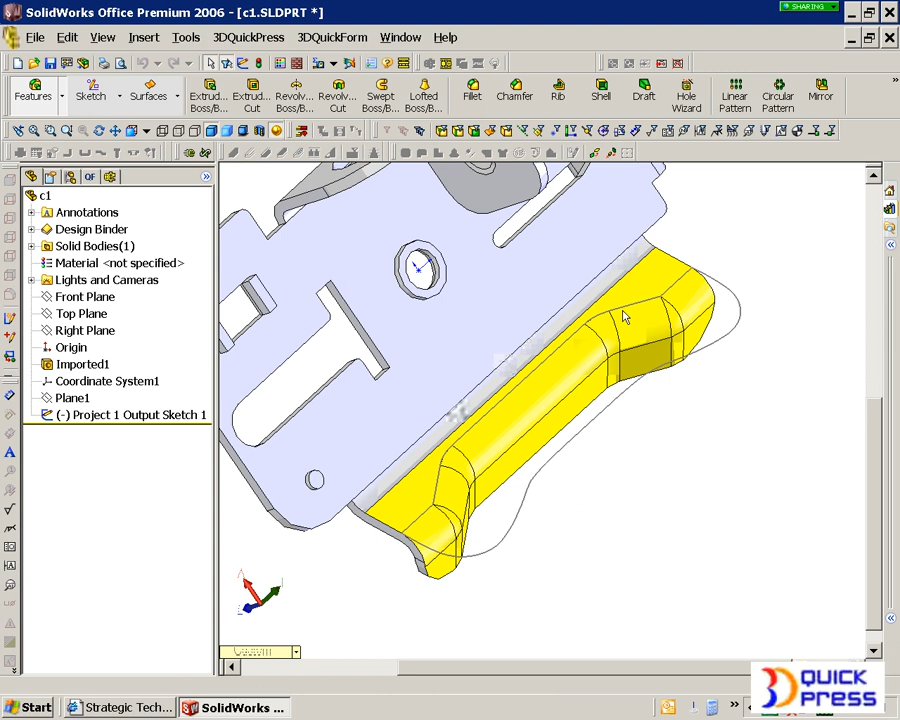 SolidWorks Office Premium 2006 - [c1.SLDPRT *]
SHARING
File Edit View Insert Tools 3DQuickPress 3DQuickForm Window Help
Features Sketch Surfaces Extrud... Boss/B... Extrud... Cut Revolv... Boss/B... Revolv... Cut Swept Boss/B... Lofted Boss/B... Fillet Chamfer Rib Shell Draft Hole Wizard Linear Pattern Circular Pattern Mirror
c1
Annotations
Design Binder
Solid Bodies(1)
Material <not specified>
Lights and Cameras
Front Plane
Top Plane
Right Plane
Origin
Imported1
Coordinate System1
Plane1
(-) Project 1 Output Sketch 1
Custom
Start Strategic Tech... SolidWorks ...
QUICK
PRESS